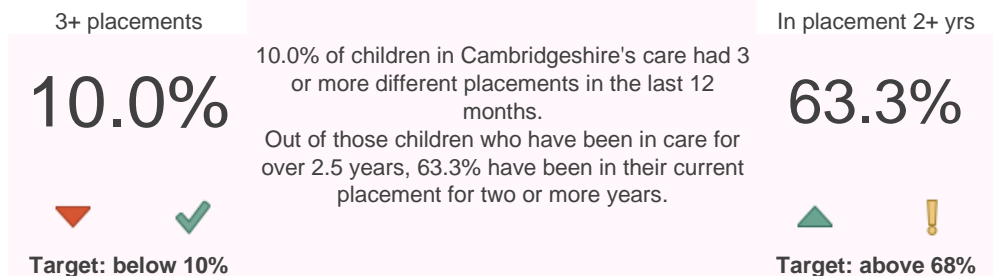 3+ placements
10.0%
Target: below 10%
10.0% of children in Cambridgeshire's care had 3
or more different placements in the last 12
months.
Out of those children who have been in care for
over 2.5 years, 63.3% have been in their current
placement for two or more years.
In placement 2+ yrs
63.3%
Target: above 68%